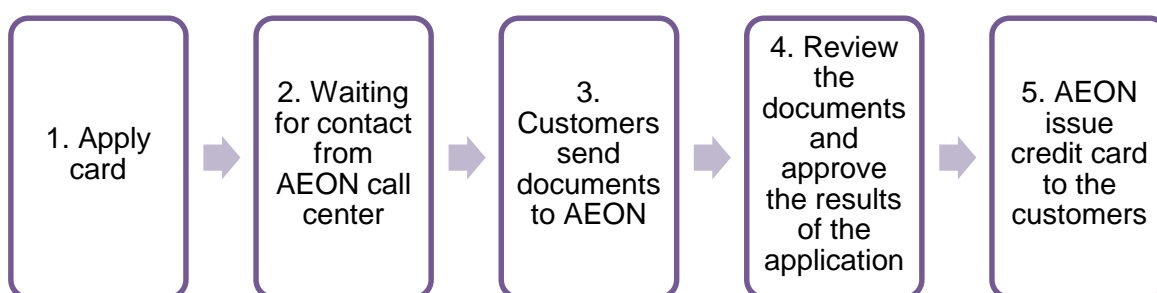 1. Apply
card
2. Waiting
for contact
from
AEON call
center
3.
Customers
send
documents
to AEON
4. Review
the
documents
and
approve
the results
of the
application
5. AEON
issue
credit card
to the
customers